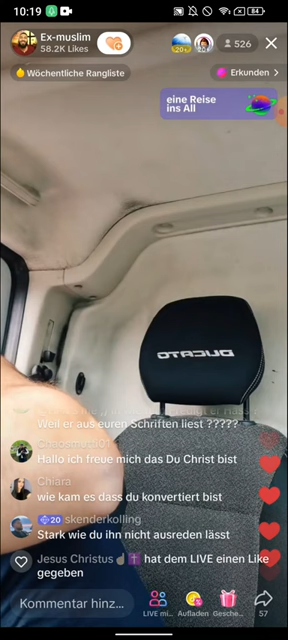 10:19
84
Ex-muslim
58.2K Likes
20
526
Wöchentliche Rangliste
Erkunden >
eine Reise
ins All
DUCATO
Weil er aus euren Schriften liest ?????
Chaosmutti01
Hallo ich freue mich das Du Christ bist
Chiara
wie kam es dass du konvertiert bist
20 skenderkolling
Stark wie du ihn nicht ausreden lässt
Jesus Christus☝️✝️ hat dem LIVE einen Like
gegeben
Kommentar hinz...
LIVE mi...
Aufladen
Gesche...
57